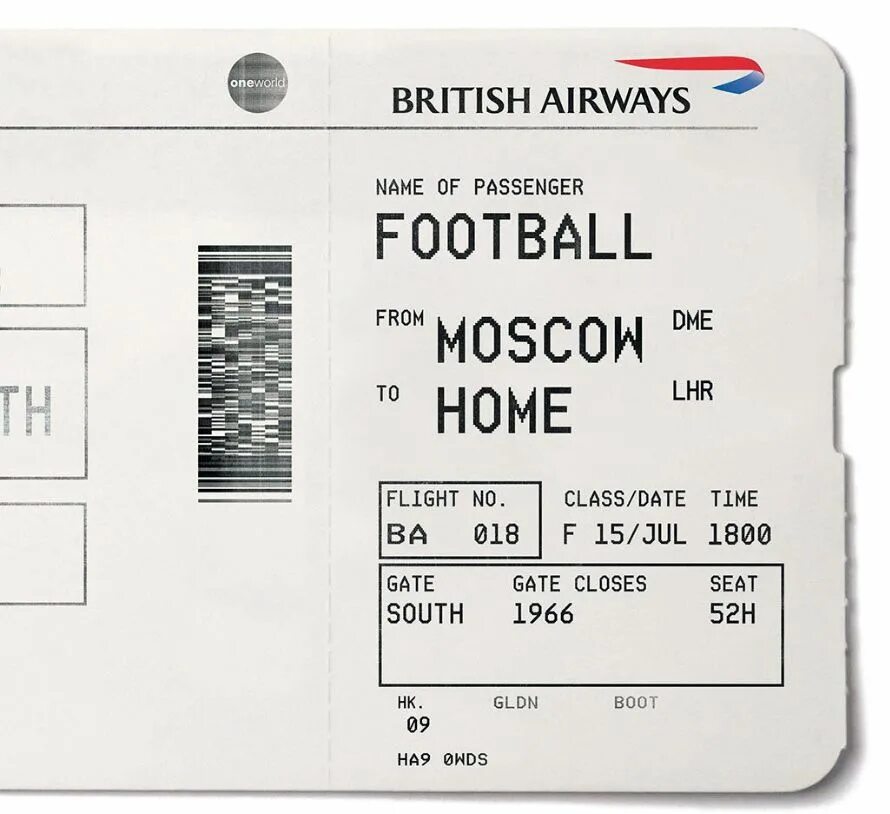 oneworld
BRITISH AIRWAYS
NAME OF PASSENGER
FOOTBALL
FROM MOSCOW DME
TO HOME LHR
TH
FLIGHT NO. CLASS/DATE TIME
BA 018 F 15/JUL 1800
GATE GATE CLOSES SEAT
SOUTH 1966 52H
HK. GLDN BOOT
09
HA9 0WDS